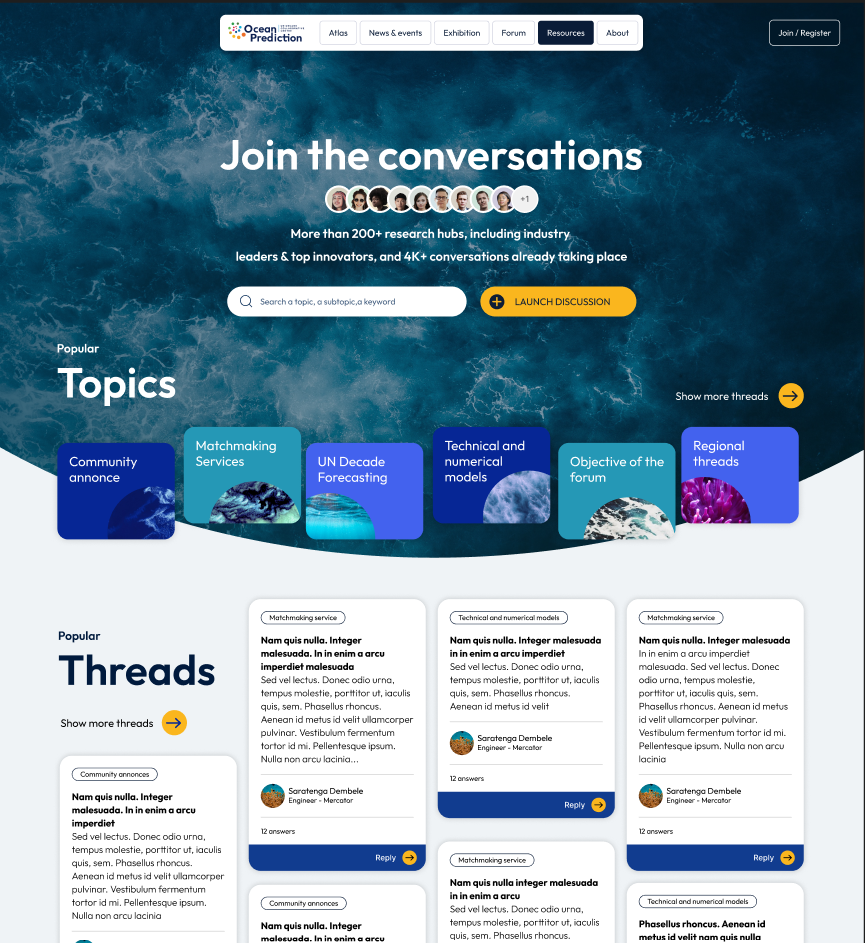 Ocean
Prediction
Atlas
News & events
Exhibition
Forum
Resources
About
Join / Register
Join the conversations
+1
More than 200+ research hubs, including industry
leaders & top innovators, and 4K+ conversations already taking place
Search a topic, a subtopic,a keyword
LAUNCH DISCUSSION
Popular
Topics
Show more threads
Community
annonce
Matchmaking
Services
UN Decade
Forecasting
Technical and
numerical
models
Objective of the
forum
Regional
threads
Popular
Threads
Show more threads
Community annonces
Nam quis nulla. Integer
malesuada. In in enim a arcu
imperdiet
Sed vel lectus. Donec odio urna,
tempus molestie, porttitor ut, iaculis
quis, sem. Phasellus rhoncus.
Aenean id metus id velit ullamcorper
pulvinar. Vestibulum fermentum
tortor id mi. Pellentesque ipsum.
Nulla non arcu lacinia
Matchmaking service
Nam quis nulla. Integer
malesuada. In in enim a arcu
imperdiet malesuada
Sed vel lectus. Donec odio urna,
tempus molestie, porttitor ut, iaculis
quis, sem. Phasellus rhoncus.
Aenean id metus id velit ullamcorper
pulvinar. Vestibulum fermentum
tortor id mi. Pellentesque ipsum.
Nulla non arcu lacinia...
Saratenga Dembele
Engineer - Mercator
12 answers
Reply
Community annonces
Nam quis nulla. Integer
malesuada. In in enim a arcu
Technical and numerical models
Nam quis nulla. Integer malesuada
in in enim a arcu imperdiet
Sed vel lectus. Donec odio urna,
tempus molestie, porttitor ut, iaculis
quis, sem. Phasellus rhoncus.
Aenean id metus id velit
Saratenga Dembele
Engineer - Mercator
12 answers
Reply
Matchmaking service
Nam quis nulla integer malesuada
in in enim a arcu
Sed vel lectus. Donec odio urna,
tempus molestie, porttitor ut, iaculis
quis, sem. Phasellus rhoncus.
Matchmaking service
Nam quis nulla. Integer malesuada
In in enim a arcu imperdiet
malesuada. Sed vel lectus. Donec
odio urna, tempus molestie,
porttitor ut, iaculis quis, sem.
Phasellus rhoncus. Aenean id metus
id velit ullamcorper pulvinar.
Vestibulum fermentum tortor id mi.
Pellentesque ipsum. Nulla non arcu
lacinia
Saratenga Dembele
Engineer - Mercator
12 answers
Reply
Technical and numerical models
Phasellus rhoncus. Aenean id
metus id velit nam quis nulla